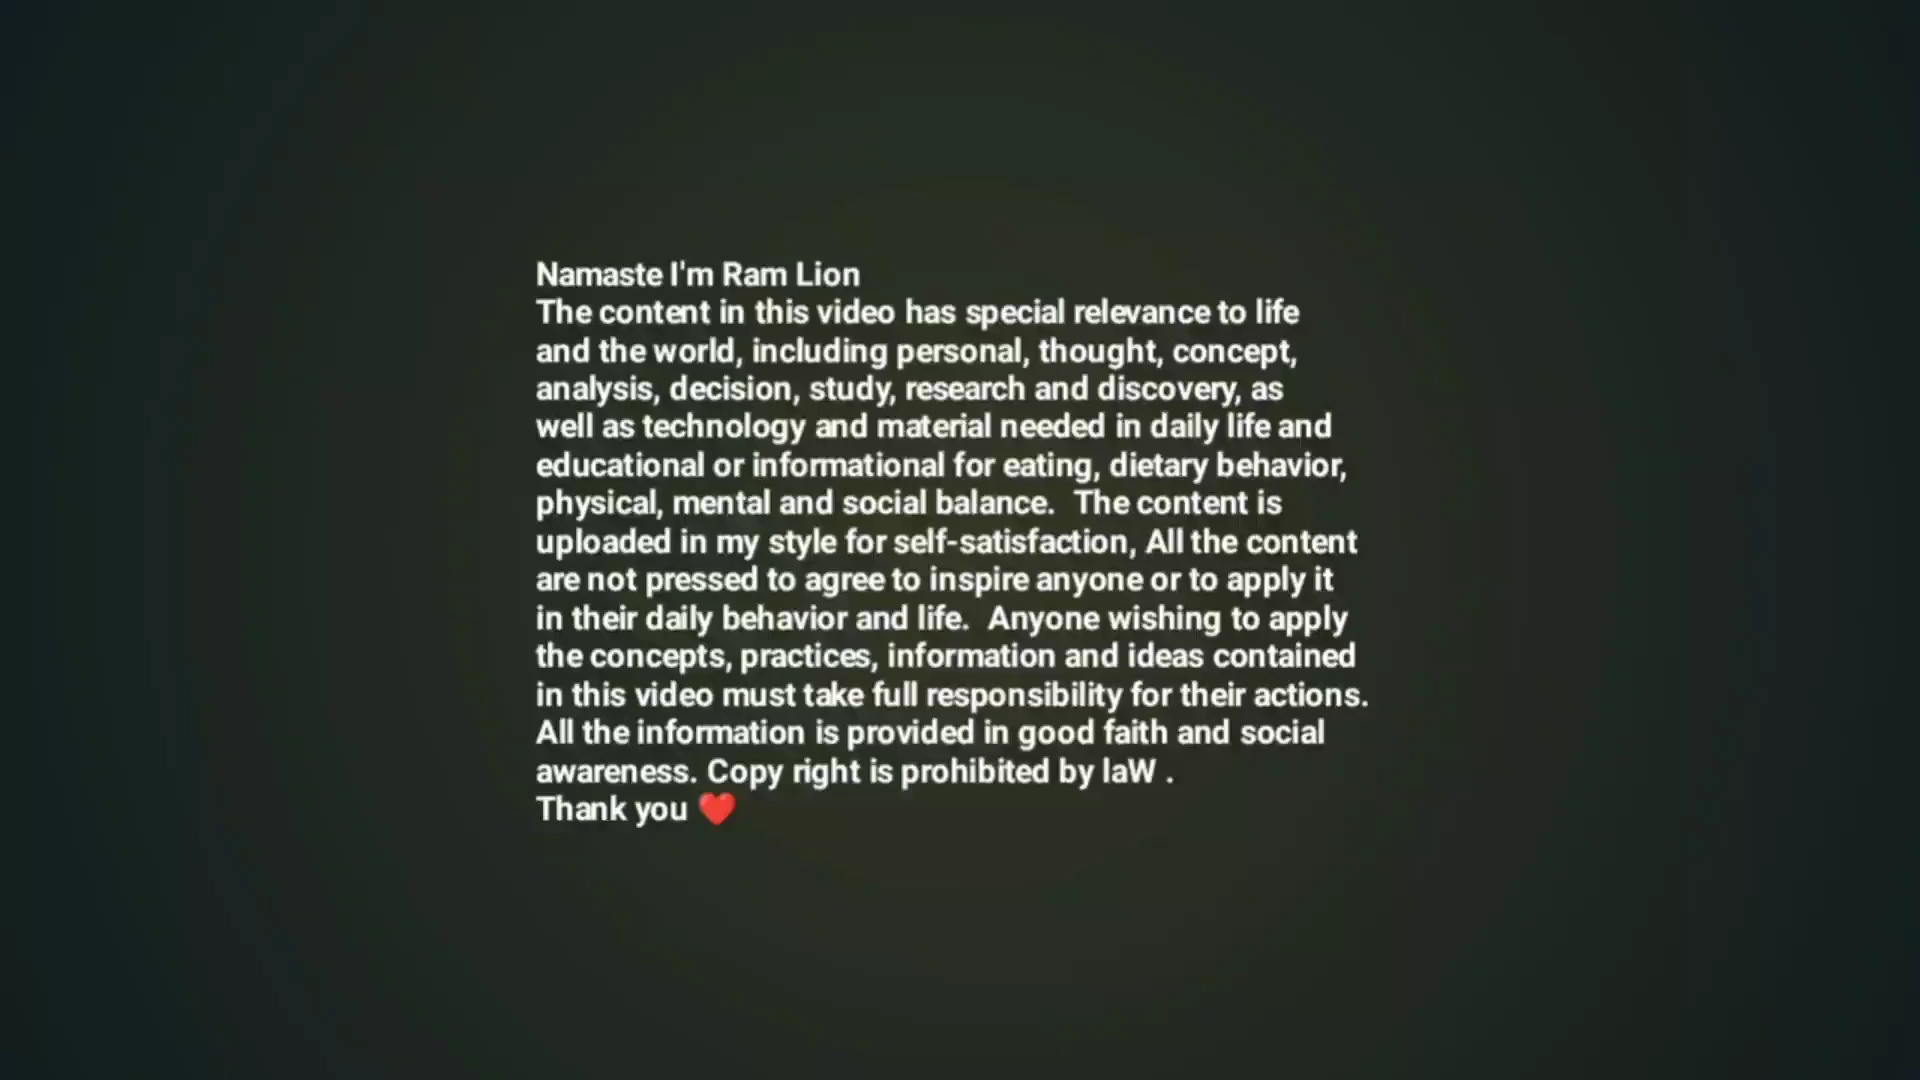 Namaste I'm Ram Lion
The content in this video has special relevance to life
and the world, including personal, thought, concept,
analysis, decision, study, research and discovery, as
well as technology and material needed in daily life and
educational or informational for eating, dietary behavior,
physical, mental and social balance.  The content is
uploaded in my style for self-satisfaction, All the content
are not pressed to agree to inspire anyone or to apply it
in their daily behavior and life.  Anyone wishing to apply
the concepts, practices, information and ideas contained
in this video must take full responsibility for their actions.
All the information is provided in good faith and social
awareness. Copy right is prohibited by laW .
Thank you ❤️